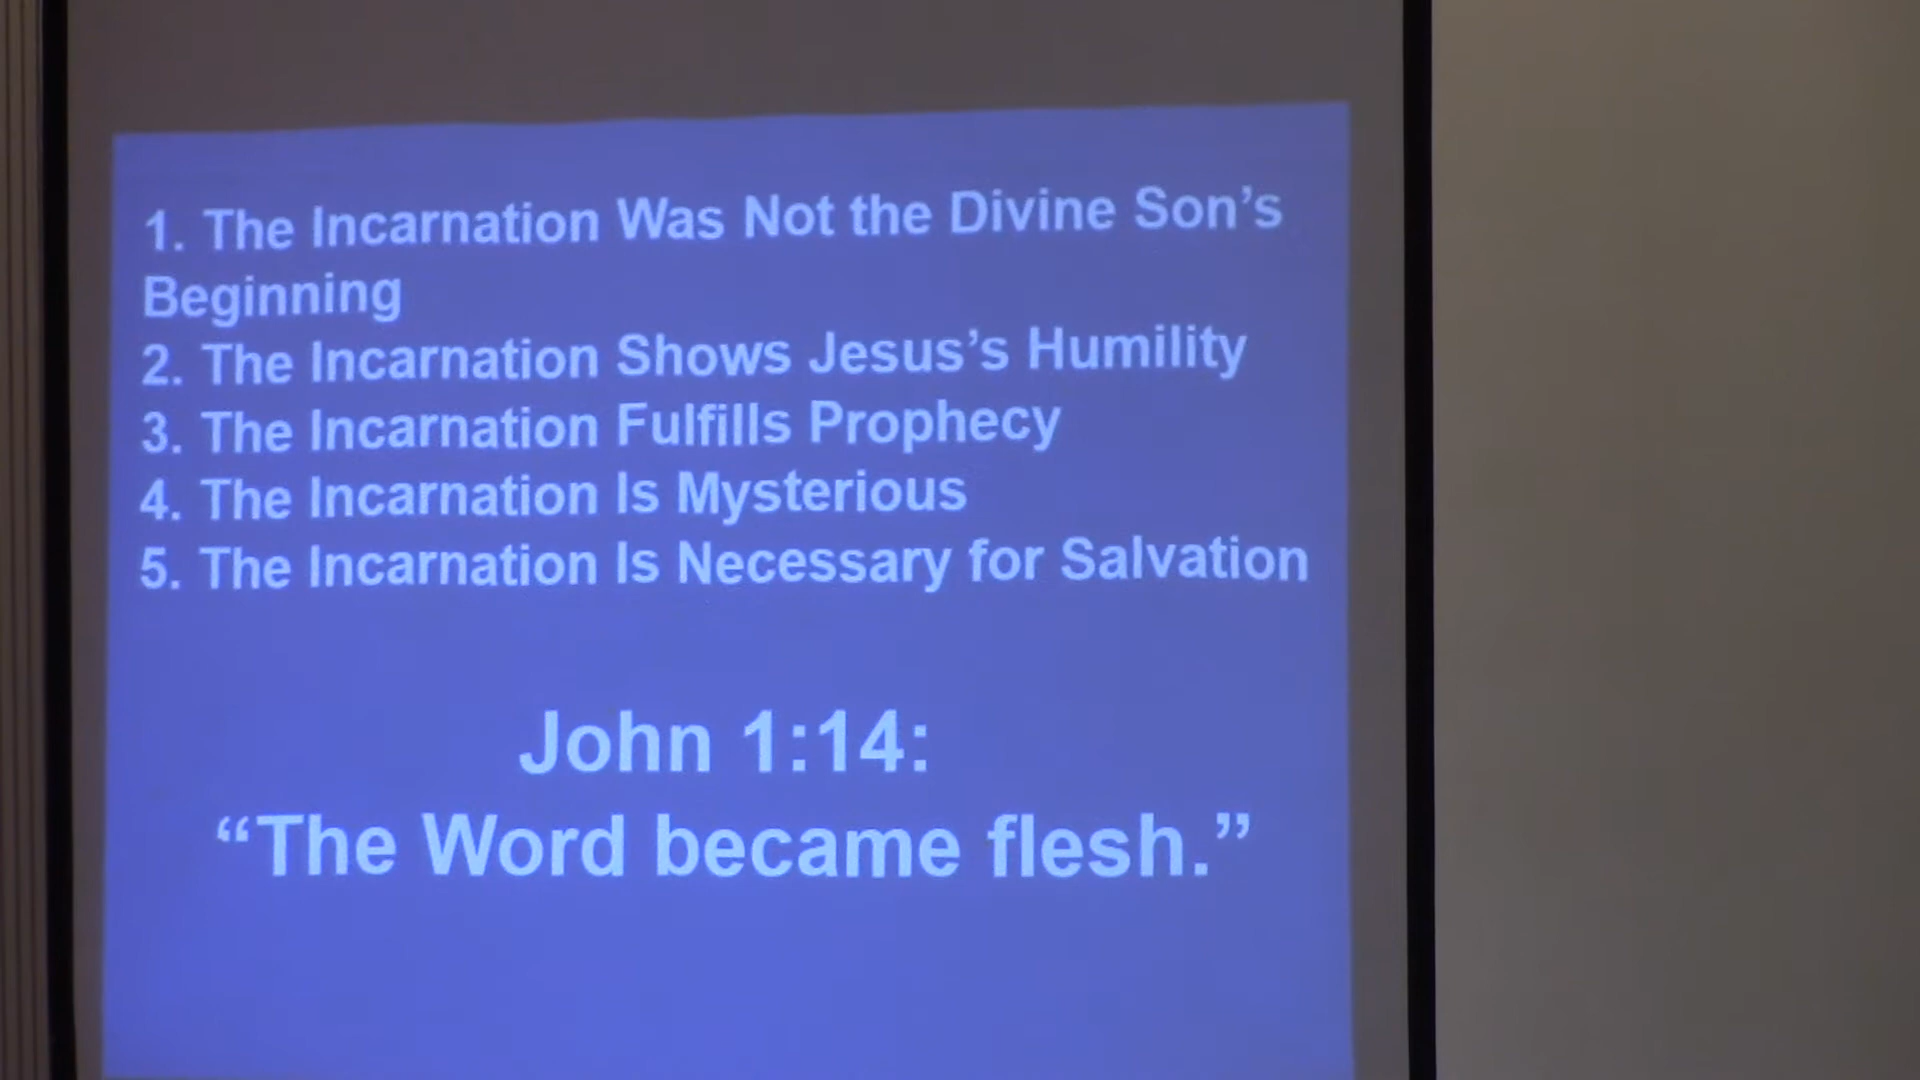 1. The Incarnation Was Not the Divine Son’s
Beginning
2. The Incarnation Shows Jesus’s Humility
3. The Incarnation Fulfills Prophecy
4. The Incarnation Is Mysterious
5. The Incarnation Is Necessary for Salvation
John 1:14:
“The Word became flesh.”